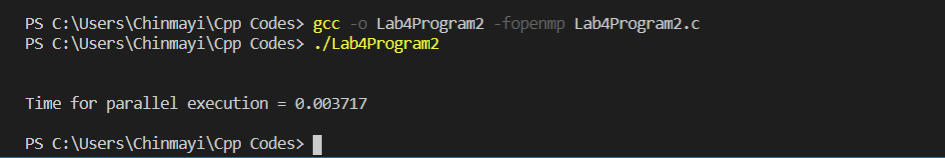 PS C:\Users\Chinmayi\Cpp Codes> gcc -o Lab4Program2 -fopenmp Lab4Program2.c
PS C:\Users\Chinmayi\Cpp Codes> ./Lab4Program2
Time for parallel execution = 0.003717
PS C:\Users\Chinmayi\Cpp Codes>